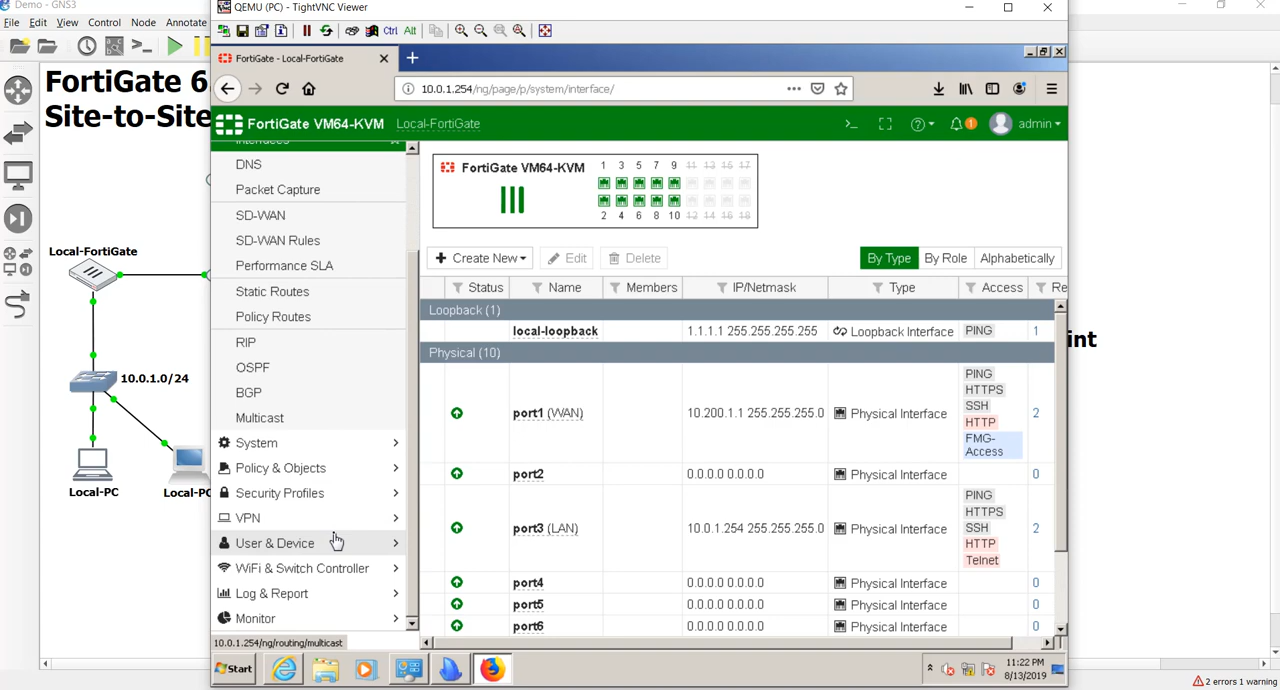 Demo - GNS3
File Edit View Control Node Annotate
QEMU (PC) - TightVNC Viewer
Ctrl Alt
FortiGate 6
Site-to-Site
FortiGate - Local-FortiGate
10.0.1.254/ng/page/p/system/interface/
FortiGate VM64-KVM Local-FortiGate
admin
1
Interfaces
DNS
Packet Capture
SD-WAN
SD-WAN Rules
Performance SLA
Static Routes
Policy Routes
RIP
OSPF
BGP
Multicast
System
Policy & Objects
Security Profiles
VPN
User & Device
WiFi & Switch Controller
Log & Report
Monitor
10.0.1.254/ng/routing/multicast
FortiGate VM64-KVM
1 3 5 7 9 11 13 15 17
2 4 6 8 10 12 14 16 18
Create New Edit Delete
By Type By Role Alphabetically
Status Name Members IP/Netmask Type Access Re
Loopback (1)
local-loopback 1.1.1.1 255.255.255.255 Loopback Interface PING 1
Physical (10)
port1 (WAN) 10.200.1.1 255.255.255.0 Physical Interface PING HTTPS SSH HTTP FMG-Access 2
port2 0.0.0.0 0.0.0.0 Physical Interface 0
port3 (LAN) 10.0.1.254 255.255.255.0 Physical Interface PING HTTPS SSH HTTP Telnet 2
port4 0.0.0.0 0.0.0.0 Physical Interface 0
port5 0.0.0.0 0.0.0.0 Physical Interface 0
port6 0.0.0.0 0.0.0.0 Physical Interface 0
Local-FortiGate
10.0.1.0/24
Local-PC
Local-PC
int
Start
11:22 PM
8/13/2019
2 errors 1 warning